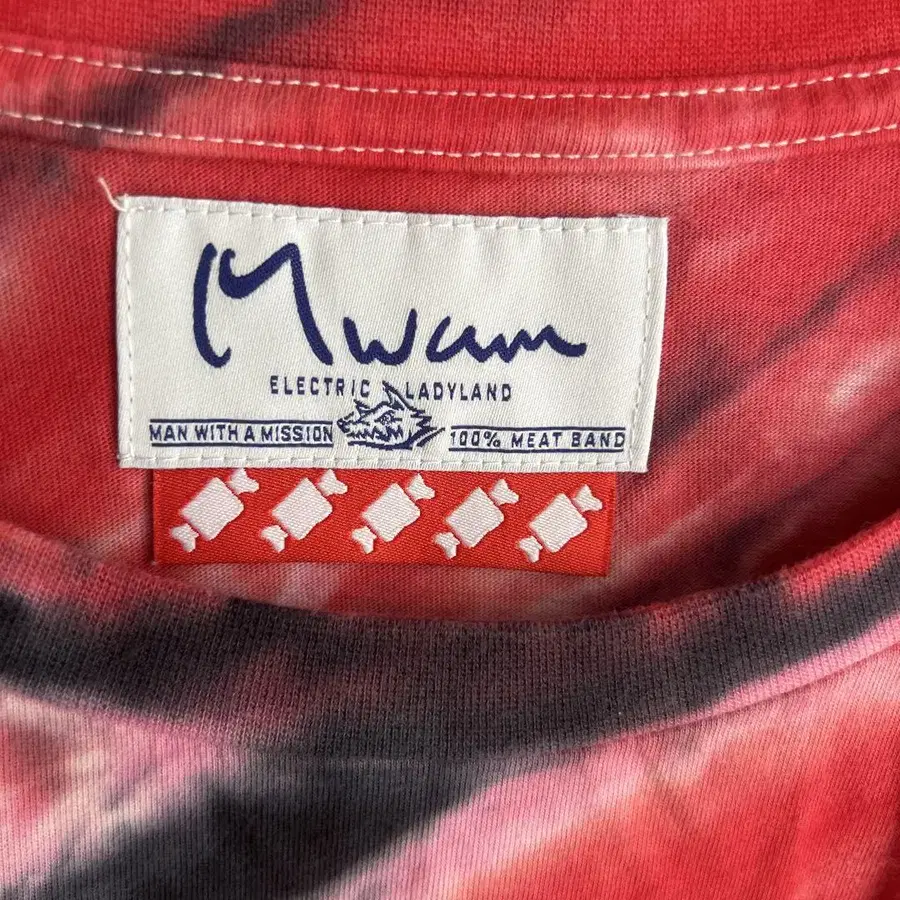 Mwam
ELECTRIC LADYLAND
MAN WITH A MISSION 100% MEAT BAND